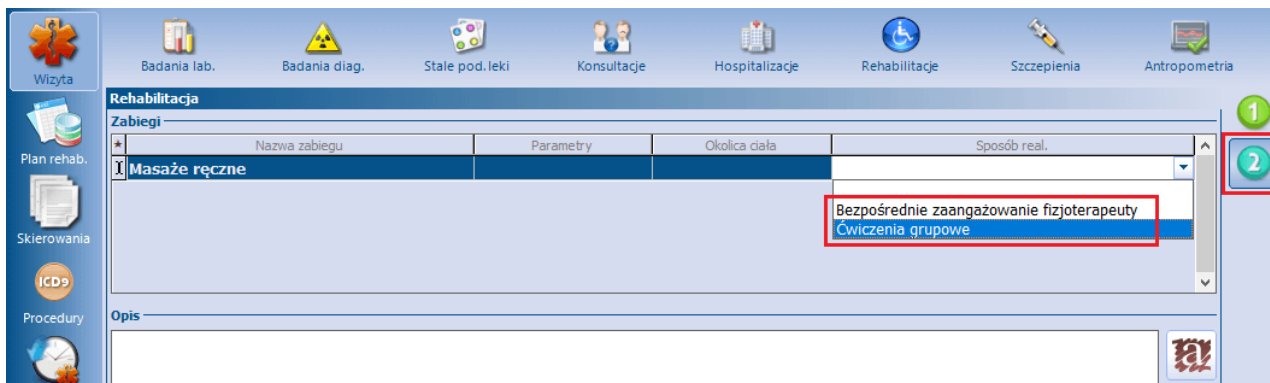 Wizyta
Badania lab.
Badania diag.
Stale pod. leki
Konsultacje
Hospitalizacje
Rehabilitacje
Szczepienia
Antropometria
Rehabilitacja
1
Zabiegi
Plan rehab.
* Nazwa zabiegu Parametry Okolica ciała Sposób real.
Masaże ręczne
2
Bezpośrednie zaangażowanie fizjoterapeuty
Ćwiczenia grupowe
Skierowania
ICD9
Procedury
Opis
a